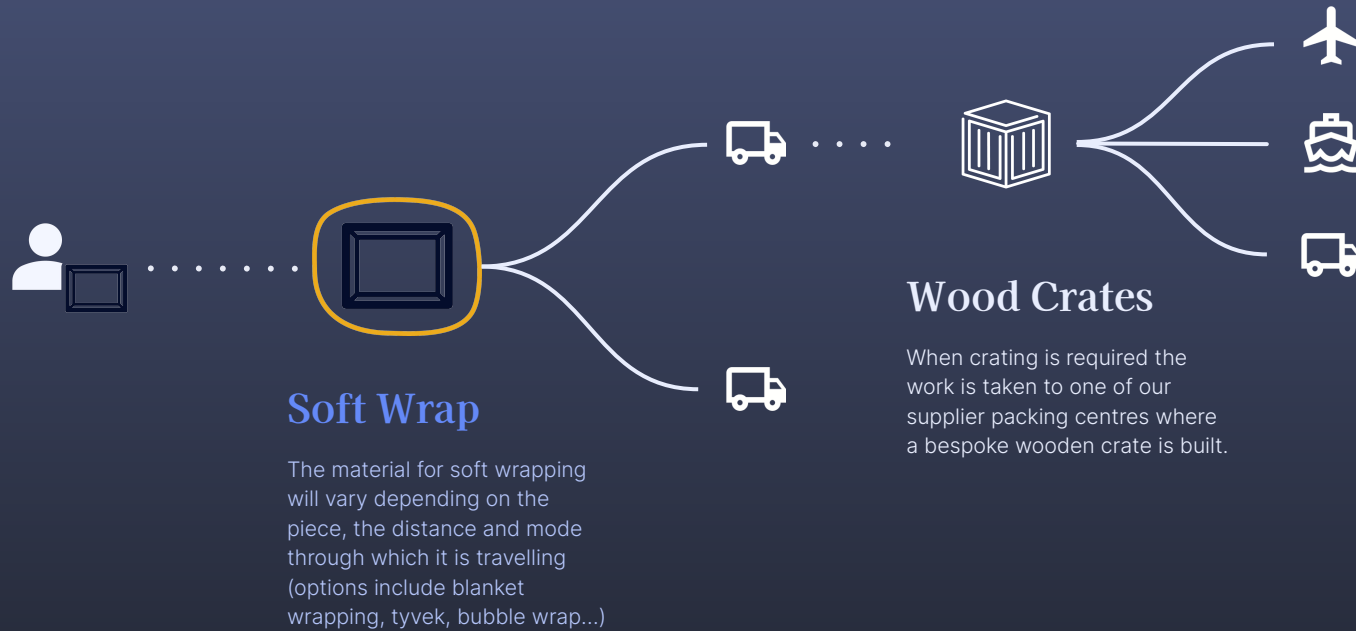 Soft Wrap
The material for soft wrapping
will vary depending on the
piece, the distance and mode
through which it is travelling
(options include blanket
wrapping, tyvek, bubble wrap...)
Wood Crates
When crating is required the
work is taken to one of our
supplier packing centres where
a bespoke wooden crate is built.